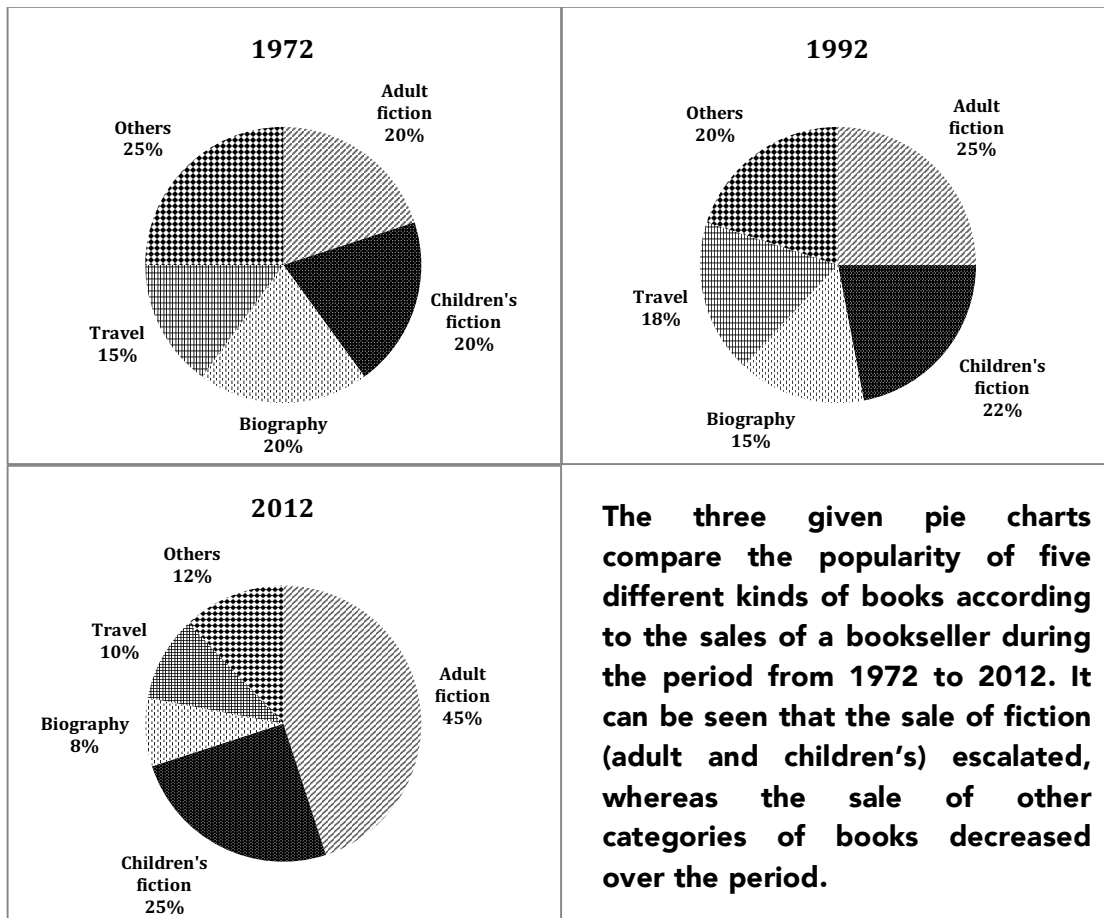 1972
Adult
fiction
20%
Others
25%
Children's
fiction
20%
Travel
15%
Biography
20%
1992
Adult
fiction
25%
Others
20%
Travel
18%
Children's
fiction
22%
Biography
15%
2012
Others
12%
Travel
10%
Adult
fiction
45%
Biography
8%
Children's
fiction
25%
The three given pie charts
compare the popularity of five
different kinds of books according
to the sales of a bookseller during
the period from 1972 to 2012. It
can be seen that the sale of fiction
(adult and children’s) escalated,
whereas the sale of other
categories of books decreased
over the period.